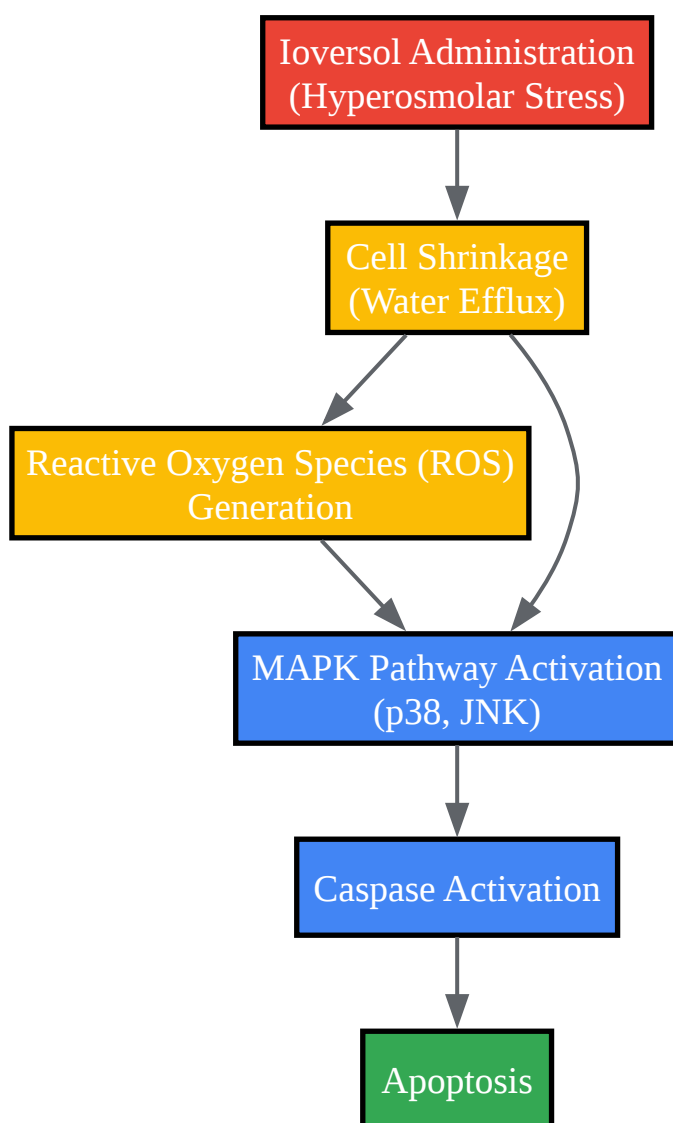 Ioversol Administration
(Hyperosmolar Stress)
Cell Shrinkage
(Water Efflux)
Reactive Oxygen Species (ROS)
Generation
MAPK Pathway Activation
(p38, JNK)
Caspase Activation
Apoptosis